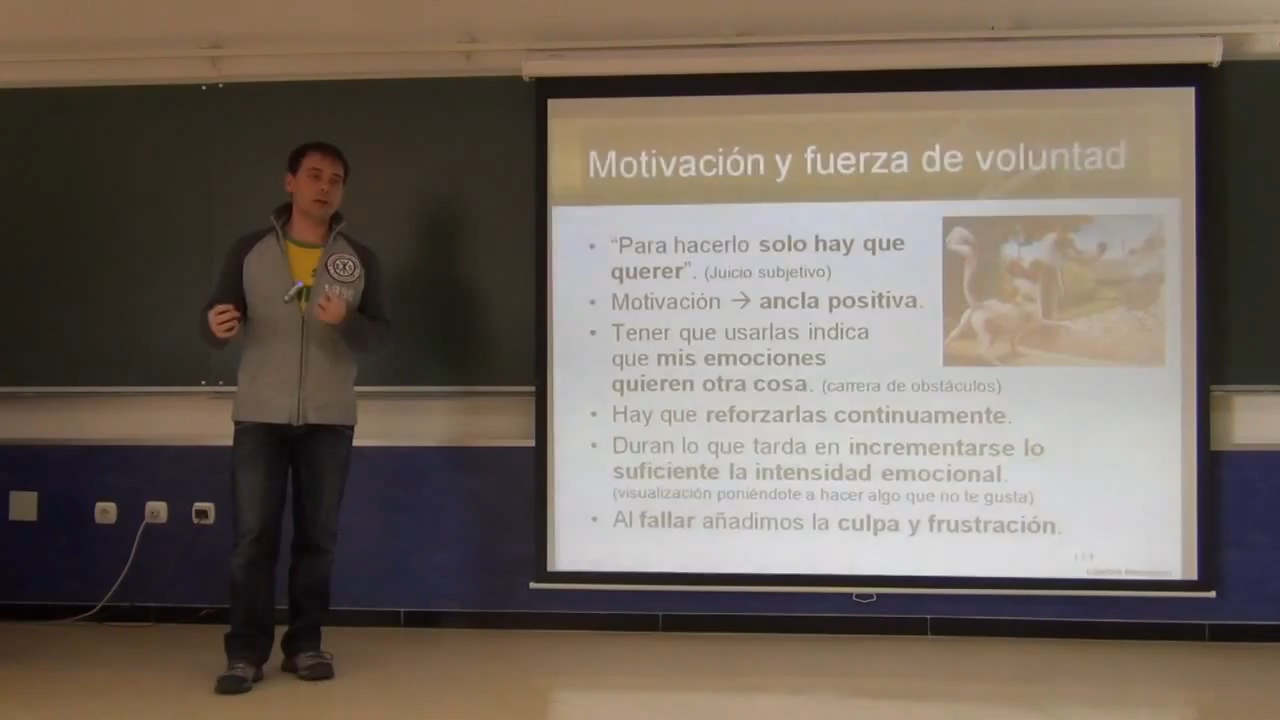 Motivación y fuerza de voluntad
• “Para hacerlo solo hay que
querer”. (Juicio subjetivo)
• Motivación → ancla positiva.
• Tener que usarlas indica
que mis emociones
quieren otra cosa. (carrera de obstáculos)
• Hay que reforzarlas continuamente.
• Duran lo que tarda en incrementarse lo
suficiente la intensidad emocional.
(visualización poniéndote a hacer algo que no te gusta)
• Al fallar añadimos la culpa y frustración.